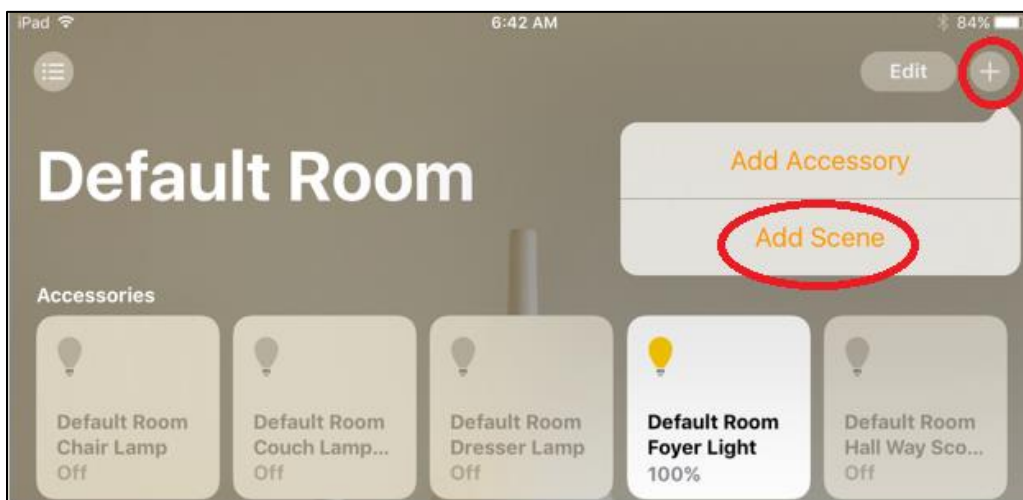 iPad 6:42 AM 84%
Edit +
Default Room
Add Accessory
Add Scene
Accessories
Default Room
Chair Lamp
Off
Default Room
Couch Lamp...
Off
Default Room
Dresser Lamp
Off
Default Room
Foyer Light
100%
Default Room
Hall Way Sco...
Off